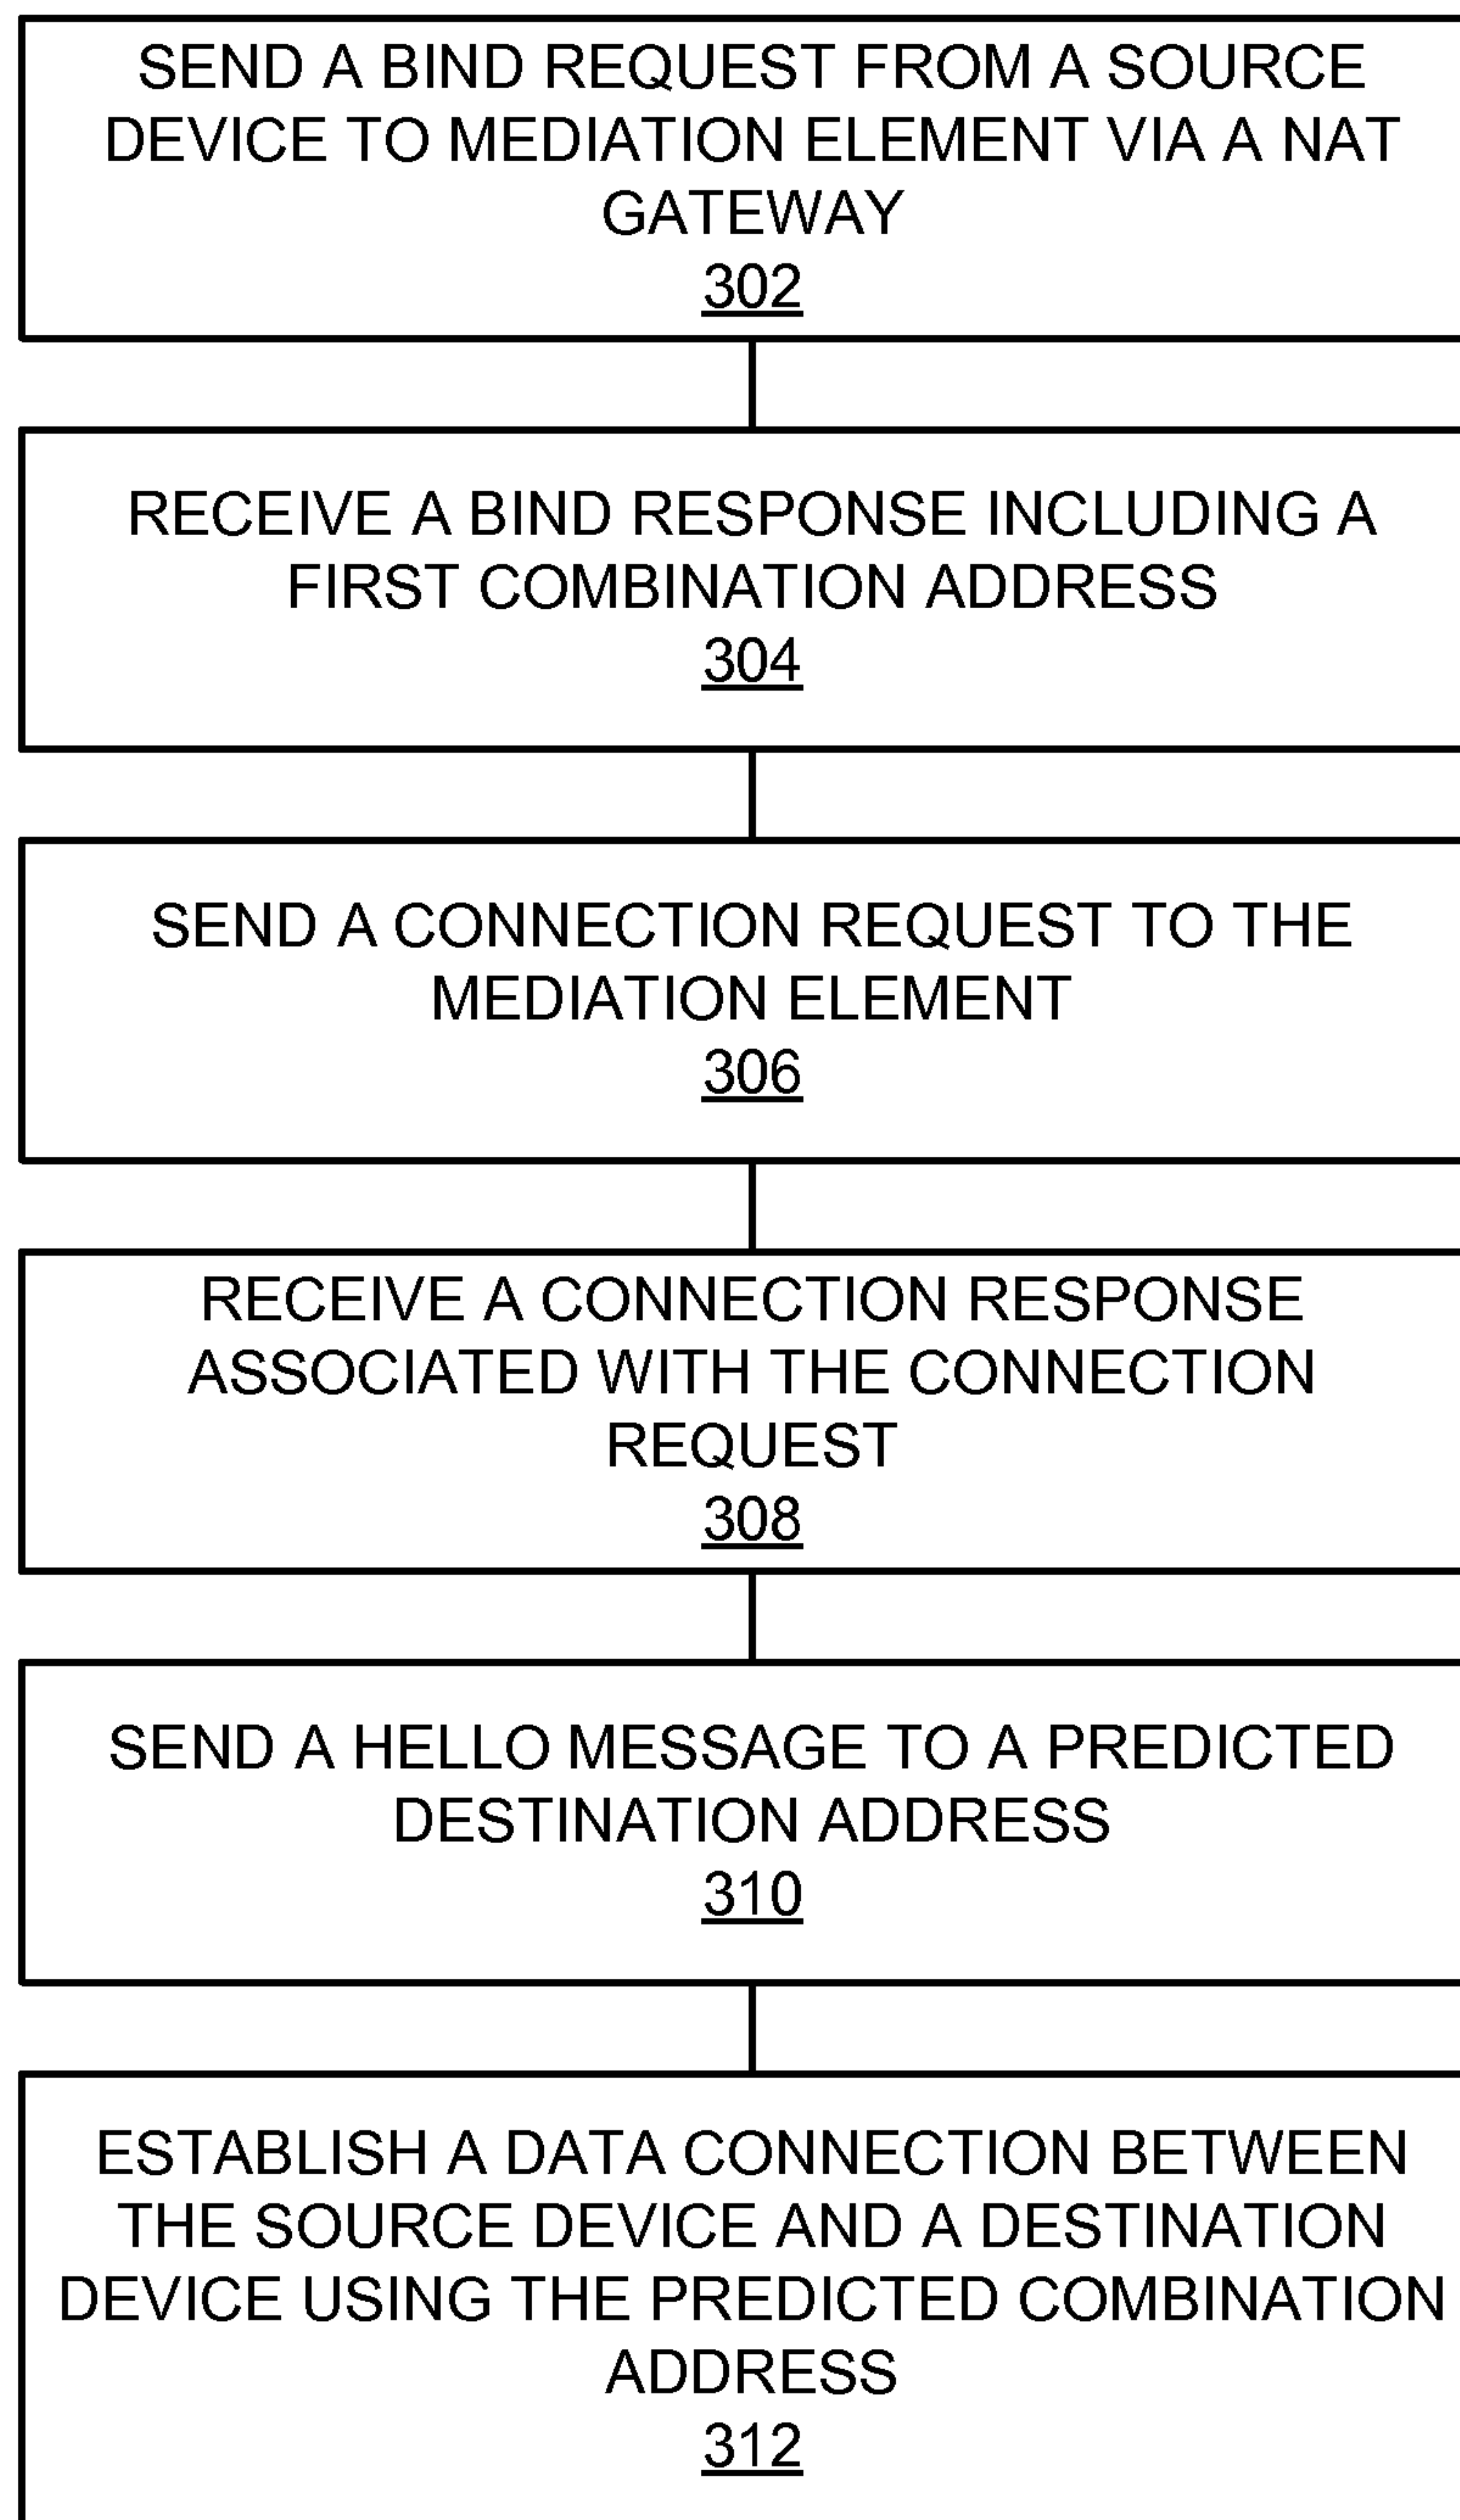 SEND A BIND REQUEST FROM A SOURCE
DEVICE TO MEDIATION ELEMENT VIA A NAT
GATEWAY
302
RECEIVE A BIND RESPONSE INCLUDING A
FIRST COMBINATION ADDRESS
304
SEND A CONNECTION REQUEST TO THE
MEDIATION ELEMENT
306
RECEIVE A CONNECTION RESPONSE
ASSOCIATED WITH THE CONNECTION
REQUEST
308
SEND A HELLO MESSAGE TO A PREDICTED
DESTINATION ADDRESS
310
ESTABLISH A DATA CONNECTION BETWEEN
THE SOURCE DEVICE AND A DESTINATION
DEVICE USING THE PREDICTED COMBINATION
ADDRESS
312